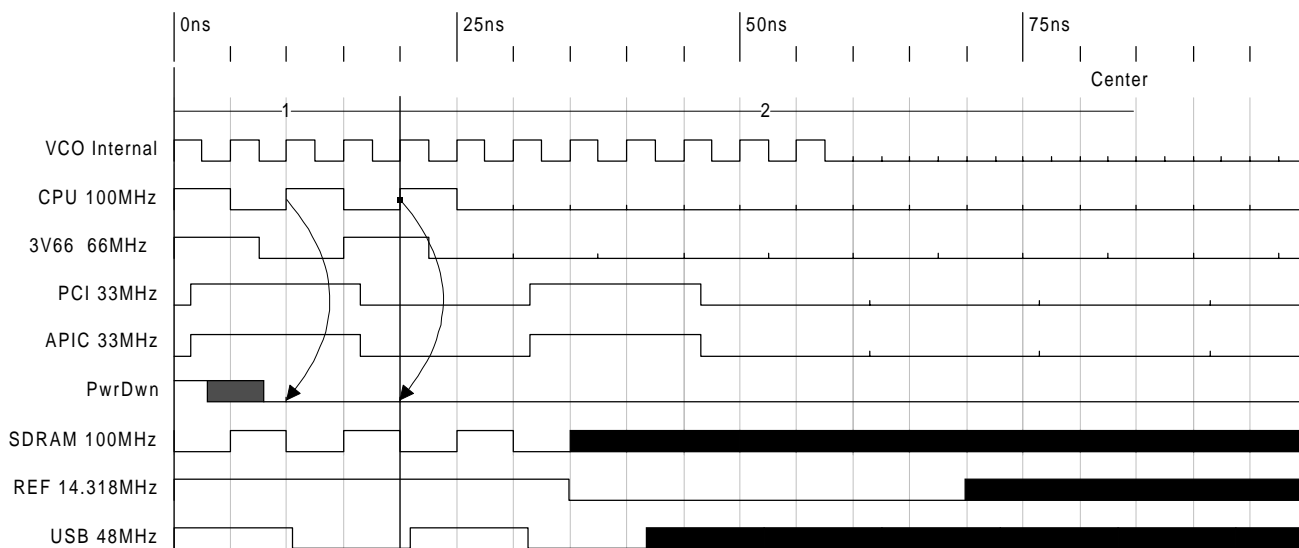 0ns 25ns 50ns 75ns
Center
1 2
VCO Internal
CPU 100MHz
3V66 66MHz
PCI 33MHz
APIC 33MHz
PwrDwn
SDRAM 100MHz
REF 14.318MHz
USB 48MHz